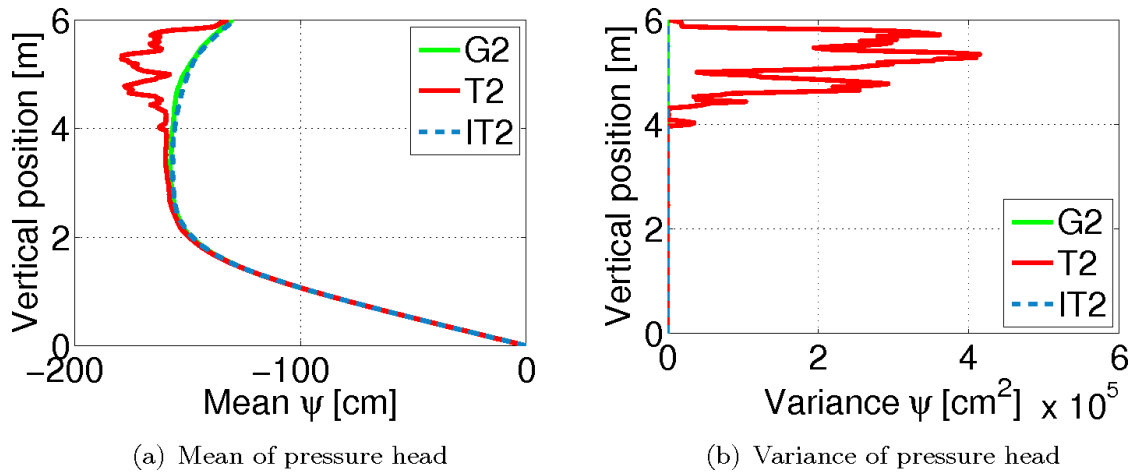 6
4
2
0
Vertical position [m]
−200
−100
0
Mean ψ [cm]
G2
T2
IT2
(a) Mean of pressure head
6
4
2
0
Vertical position [m]
0
2
4
6
Variance ψ [cm²] x 10⁵
G2
T2
IT2
(b) Variance of pressure head